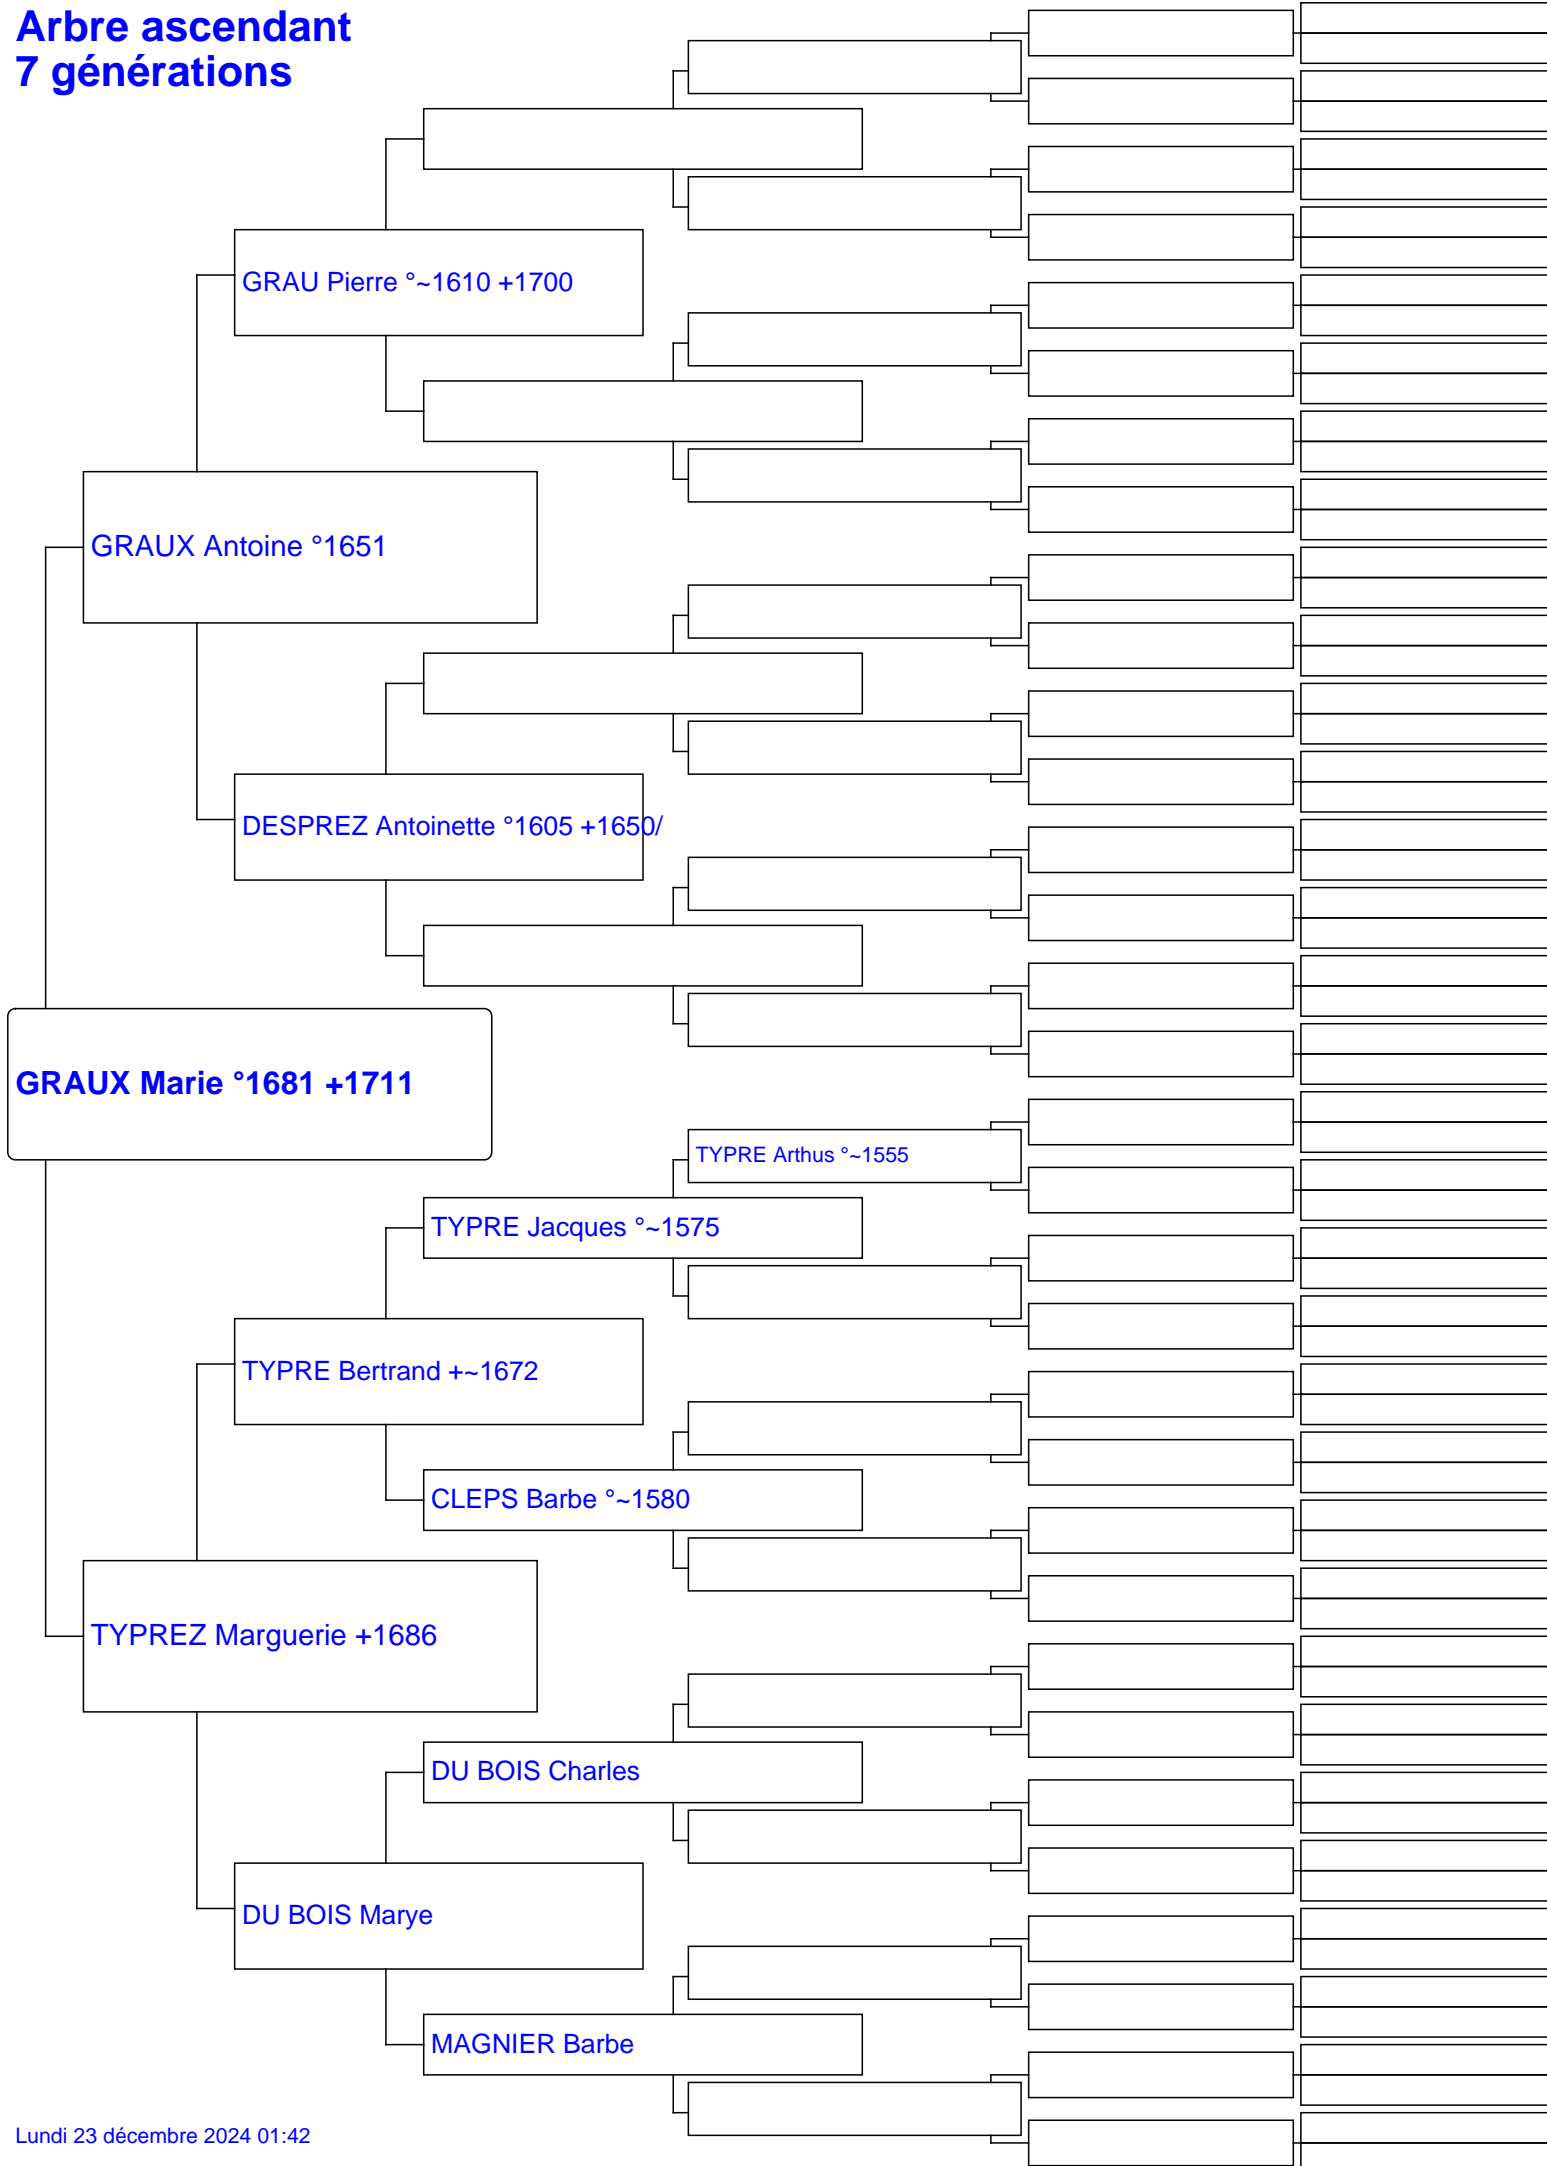 Arbre ascendant
7 générations
GRAU Pierre °~1610 +1700
GRAUX Antoine °1651
DESPREZ Antoinette °1605 +1650/
GRAUX Marie °1681 +1711
TYPRE Arthus °~1555
TYPRE Jacques °~1575
TYPRE Bertrand +~1672
CLEPS Barbe °~1580
TYPREZ Marguerie +1686
DU BOIS Charles
DU BOIS Marye
MAGNIER Barbe
Lundi 23 décembre 2024 01:42